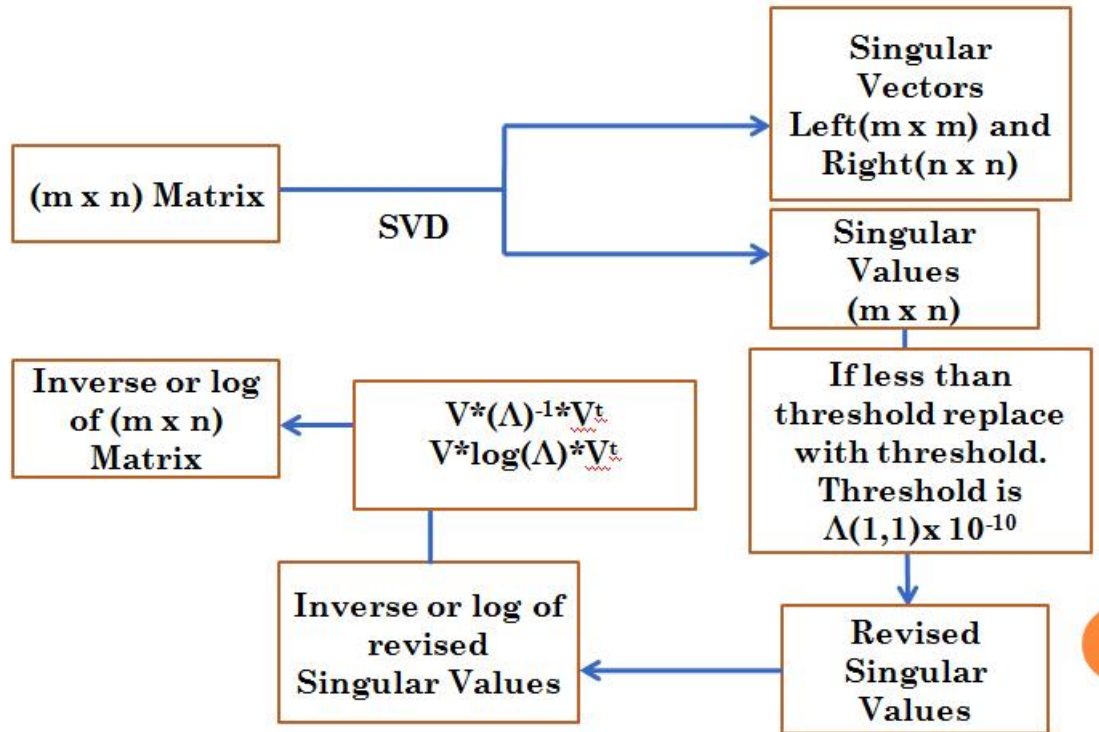 Singular
Vectors
Left(m x m) and
Right(n x n)
(m x n) Matrix
SVD
Singular
Values
(m x n)
If less than
threshold replace
with threshold.
Threshold is
Λ(1,1)x 10⁻¹⁰
Revised
Singular
Values
Inverse or log of
revised
Singular Values
V*(Λ)⁻¹*Vᵗ
V*log(Λ)*Vᵗ
Inverse or log
of (m x n)
Matrix